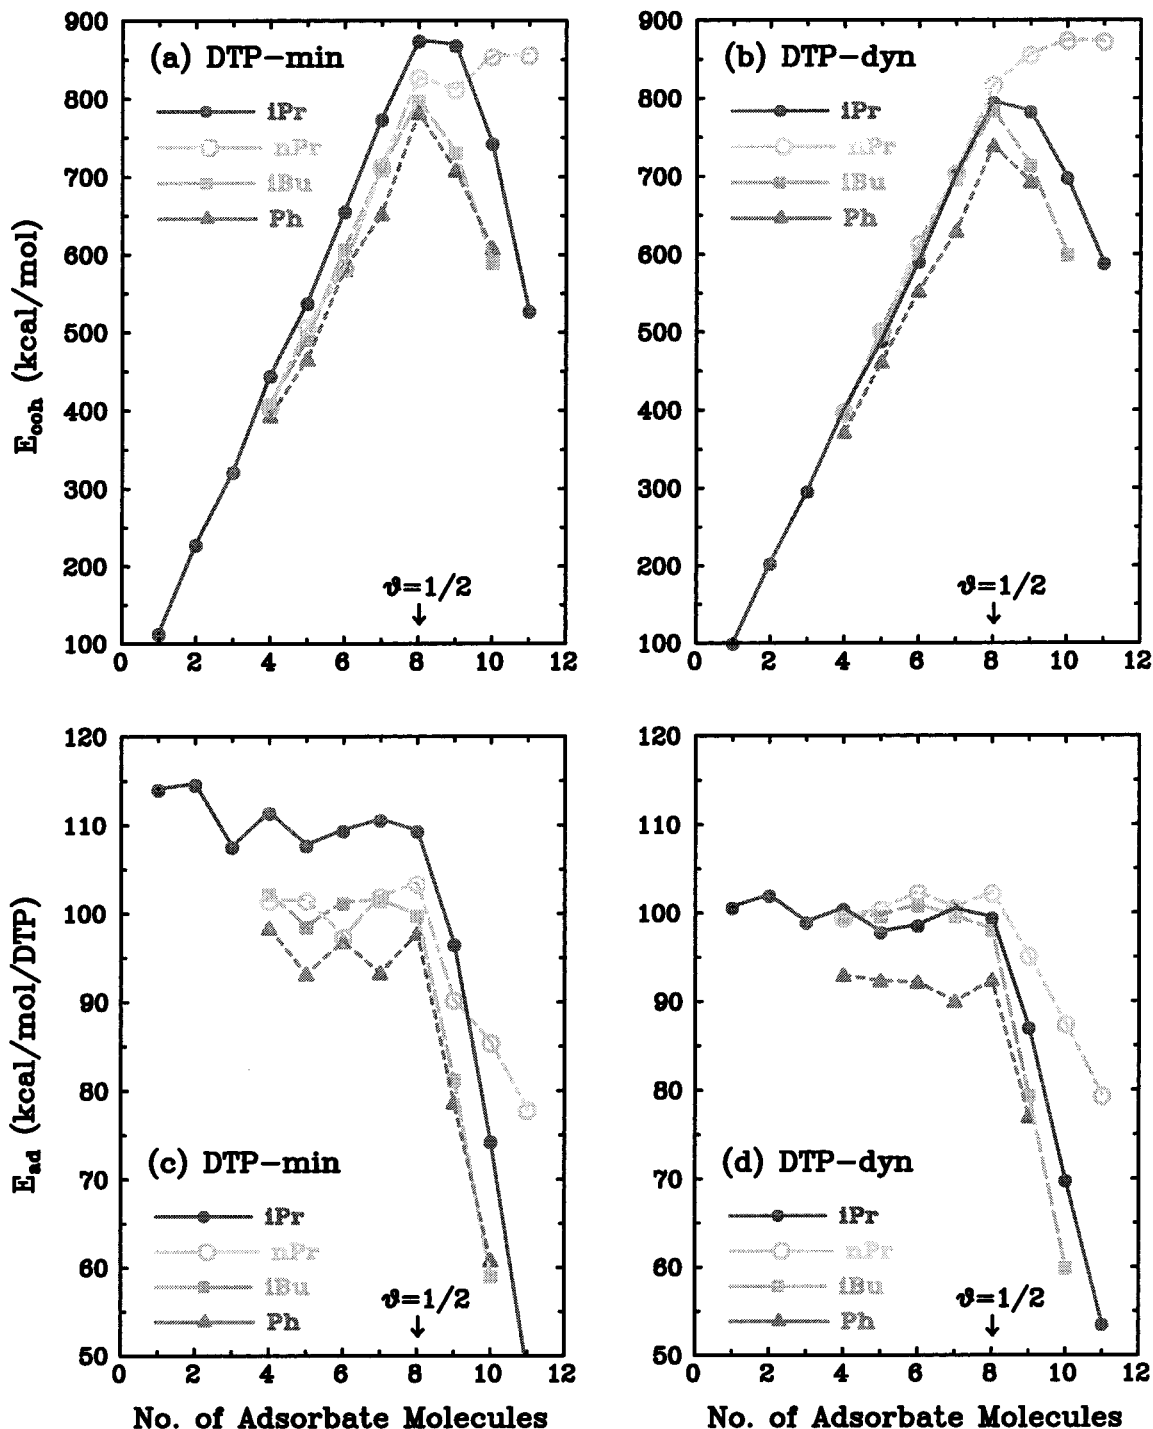 (a) DTP-min
iPr
nPr
iBu
Ph
ϑ=1/2
900
800
700
600
500
400
300
200
100
0 2 4 6 8 10 12
E_coh (kcal/mol)
(b) DTP-dyn
iPr
nPr
iBu
Ph
ϑ=1/2
900
800
700
600
500
400
300
200
100
0 2 4 6 8 10 12
(c) DTP-min
iPr
nPr
iBu
Ph
ϑ=1/2
120
110
100
90
80
70
60
50
0 2 4 6 8 10 12
E_ad (kcal/mol/DTP)
No. of Adsorbate Molecules
(d) DTP-dyn
iPr
nPr
iBu
Ph
ϑ=1/2
120
110
100
90
80
70
60
50
0 2 4 6 8 10 12
No. of Adsorbate Molecules